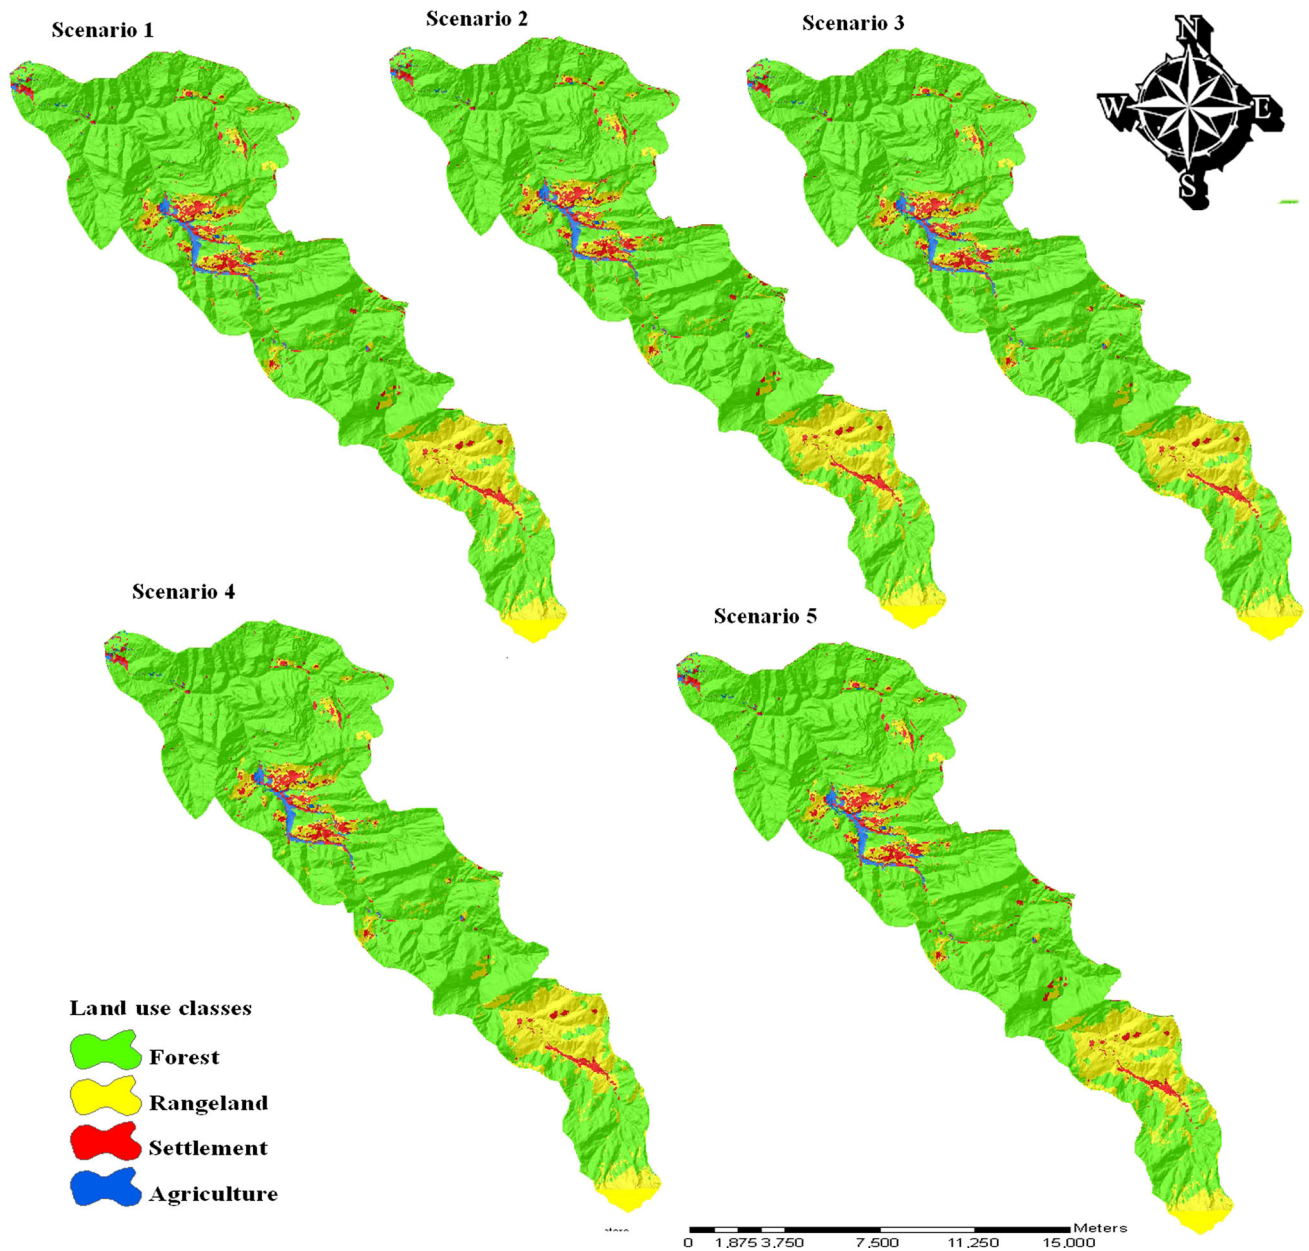 Scenario 1
Scenario 2
Scenario 3
N
W E
S
Scenario 4
Scenario 5
Land use classes
Forest
Rangeland
Settlement
Agriculture
Meters
0 1,875 3,750 7,500 11,250 15,000